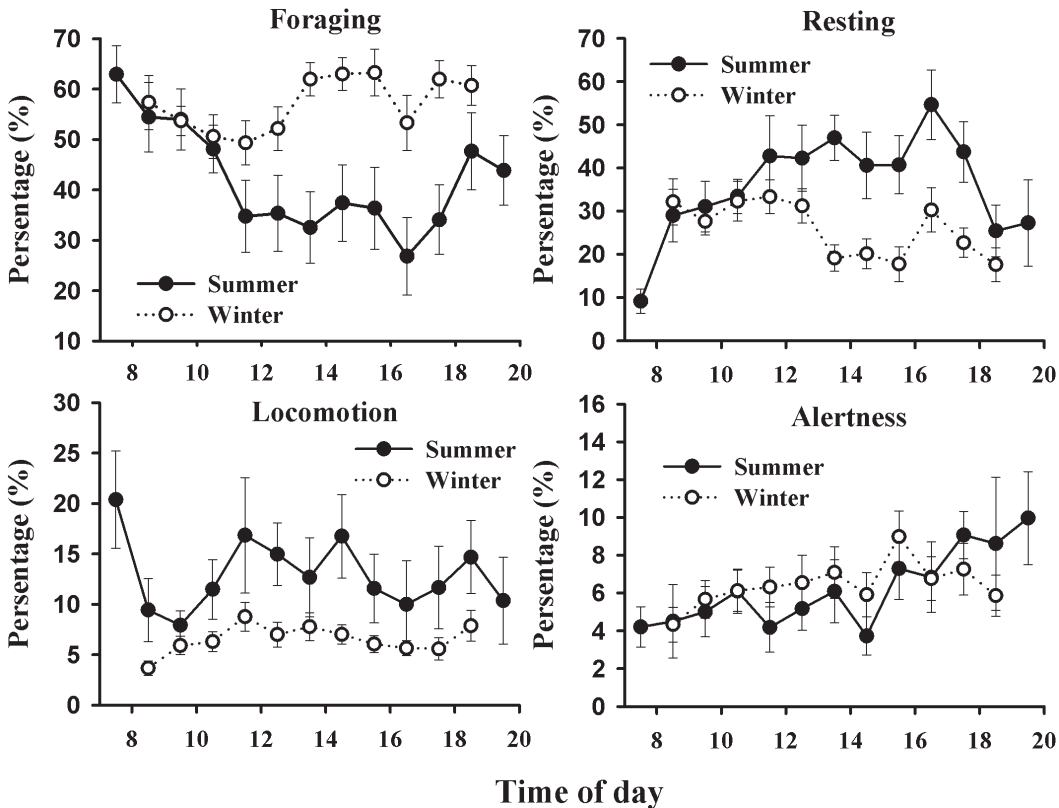 Foraging
Persentage (%)
70
60
50
40
30
20
10
Summer
Winter
8 10 12 14 16 18 20
Resting
Persentage (%)
70
60
50
40
30
20
10
0
Summer
Winter
8 10 12 14 16 18 20
Locomotion
Persentage (%)
30
25
20
15
10
5
0
Summer
Winter
8 10 12 14 16 18 20
Alertness
Persentage (%)
16
14
12
10
8
6
4
2
0
Summer
Winter
8 10 12 14 16 18 20
Time of day